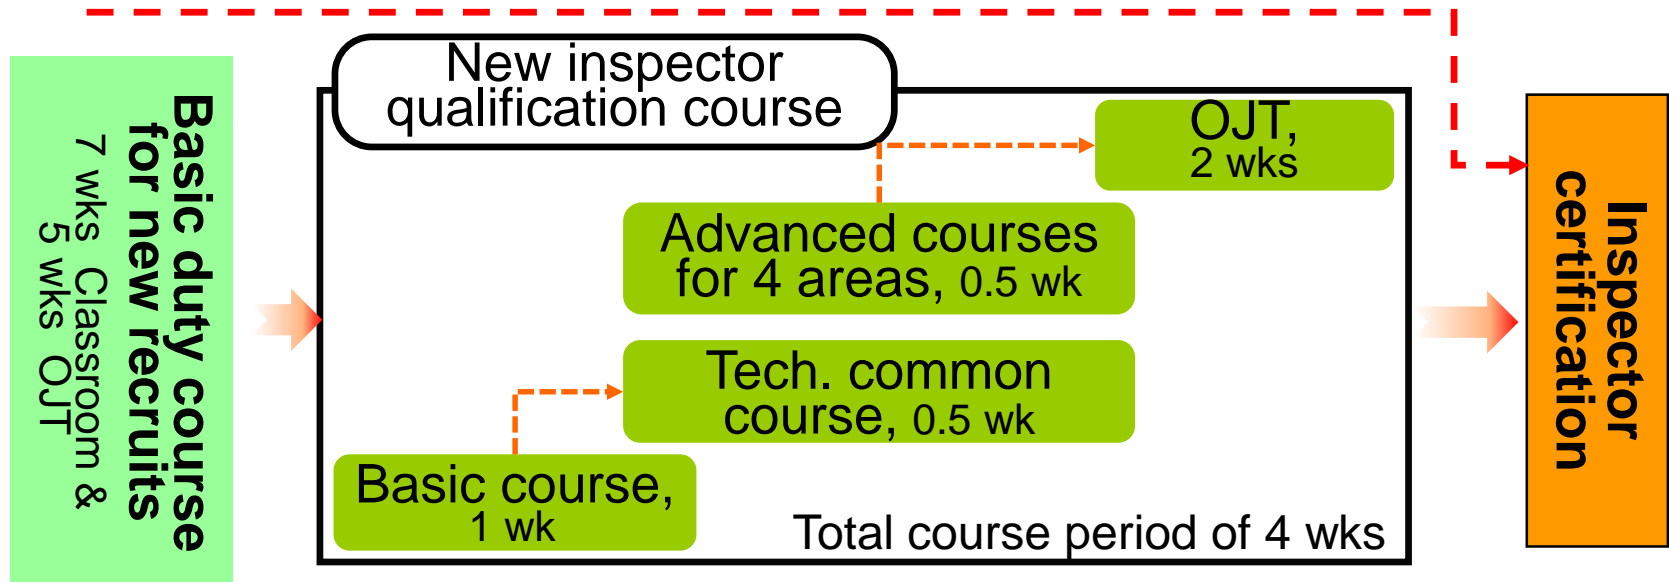 Basic duty course
for new recruits
7 wks Classroom &
5 wks OJT
New inspector
qualification course
OJT,
2 wks
Advanced courses
for 4 areas, 0.5 wk
Tech. common
course, 0.5 wk
Basic course,
1 wk
Total course period of 4 wks
Inspector
certification